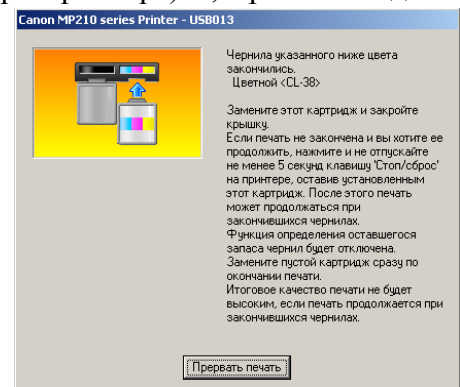 Canon MP210 series Printer - USB013
Чернила указанного ниже цвета
закончились.
Цветной <CL-38>
Замените этот картридж и закройте
крышку.
Если печать не закончена и вы хотите ее
продолжить, нажмите и не отпускайте
не менее 5 секунд клавишу 'Стоп/сброс'
на принтере, оставив установленным
этот картридж. После этого печать
может продолжаться при
закончившихся чернилах.
Функция определения оставшегося
запаса чернил будет отключена.
Замените пустой картридж сразу по
окончании печати.
Итоговое качество печати не будет
высоким, если печать продолжается при
закончившихся чернилах.
Прервать печать